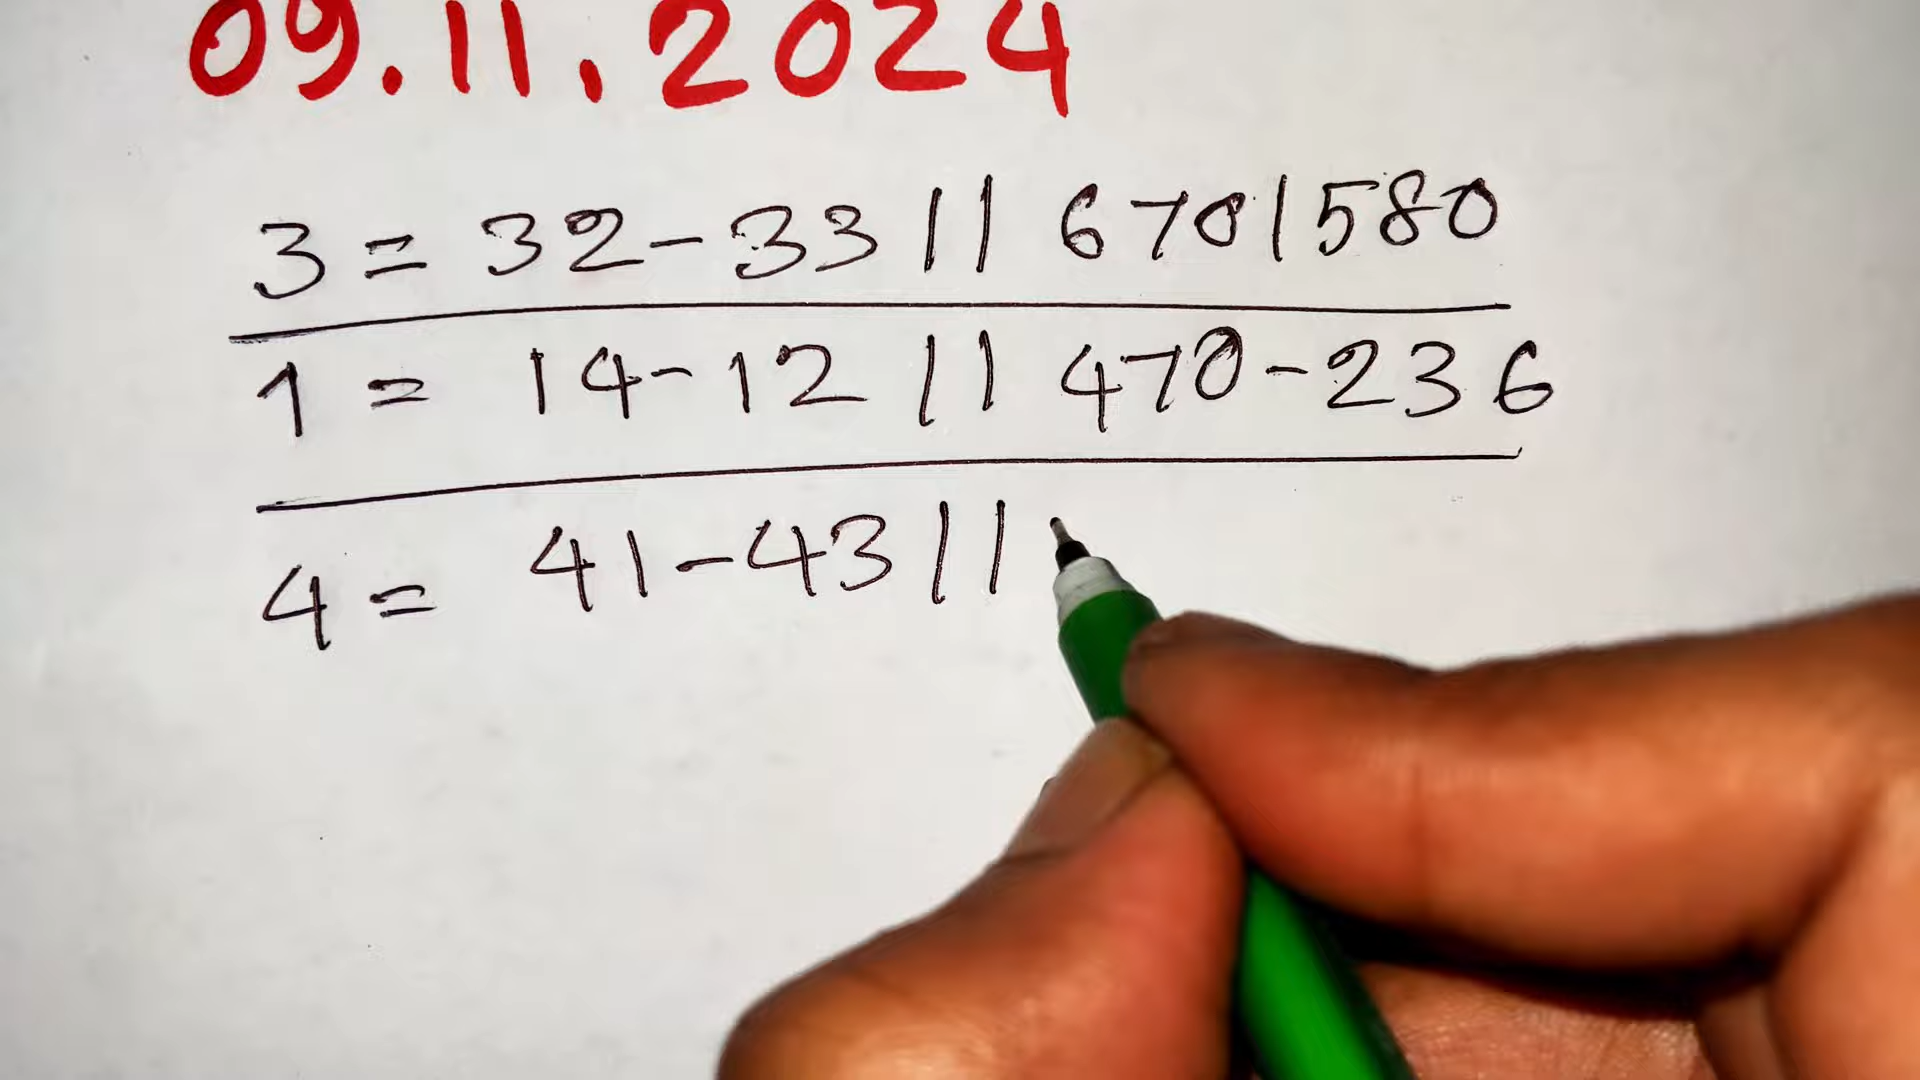 09.11.2024
3 = 32-33 || 670|580
1 = 14-12 || 470-236
4 = 41-43 ||